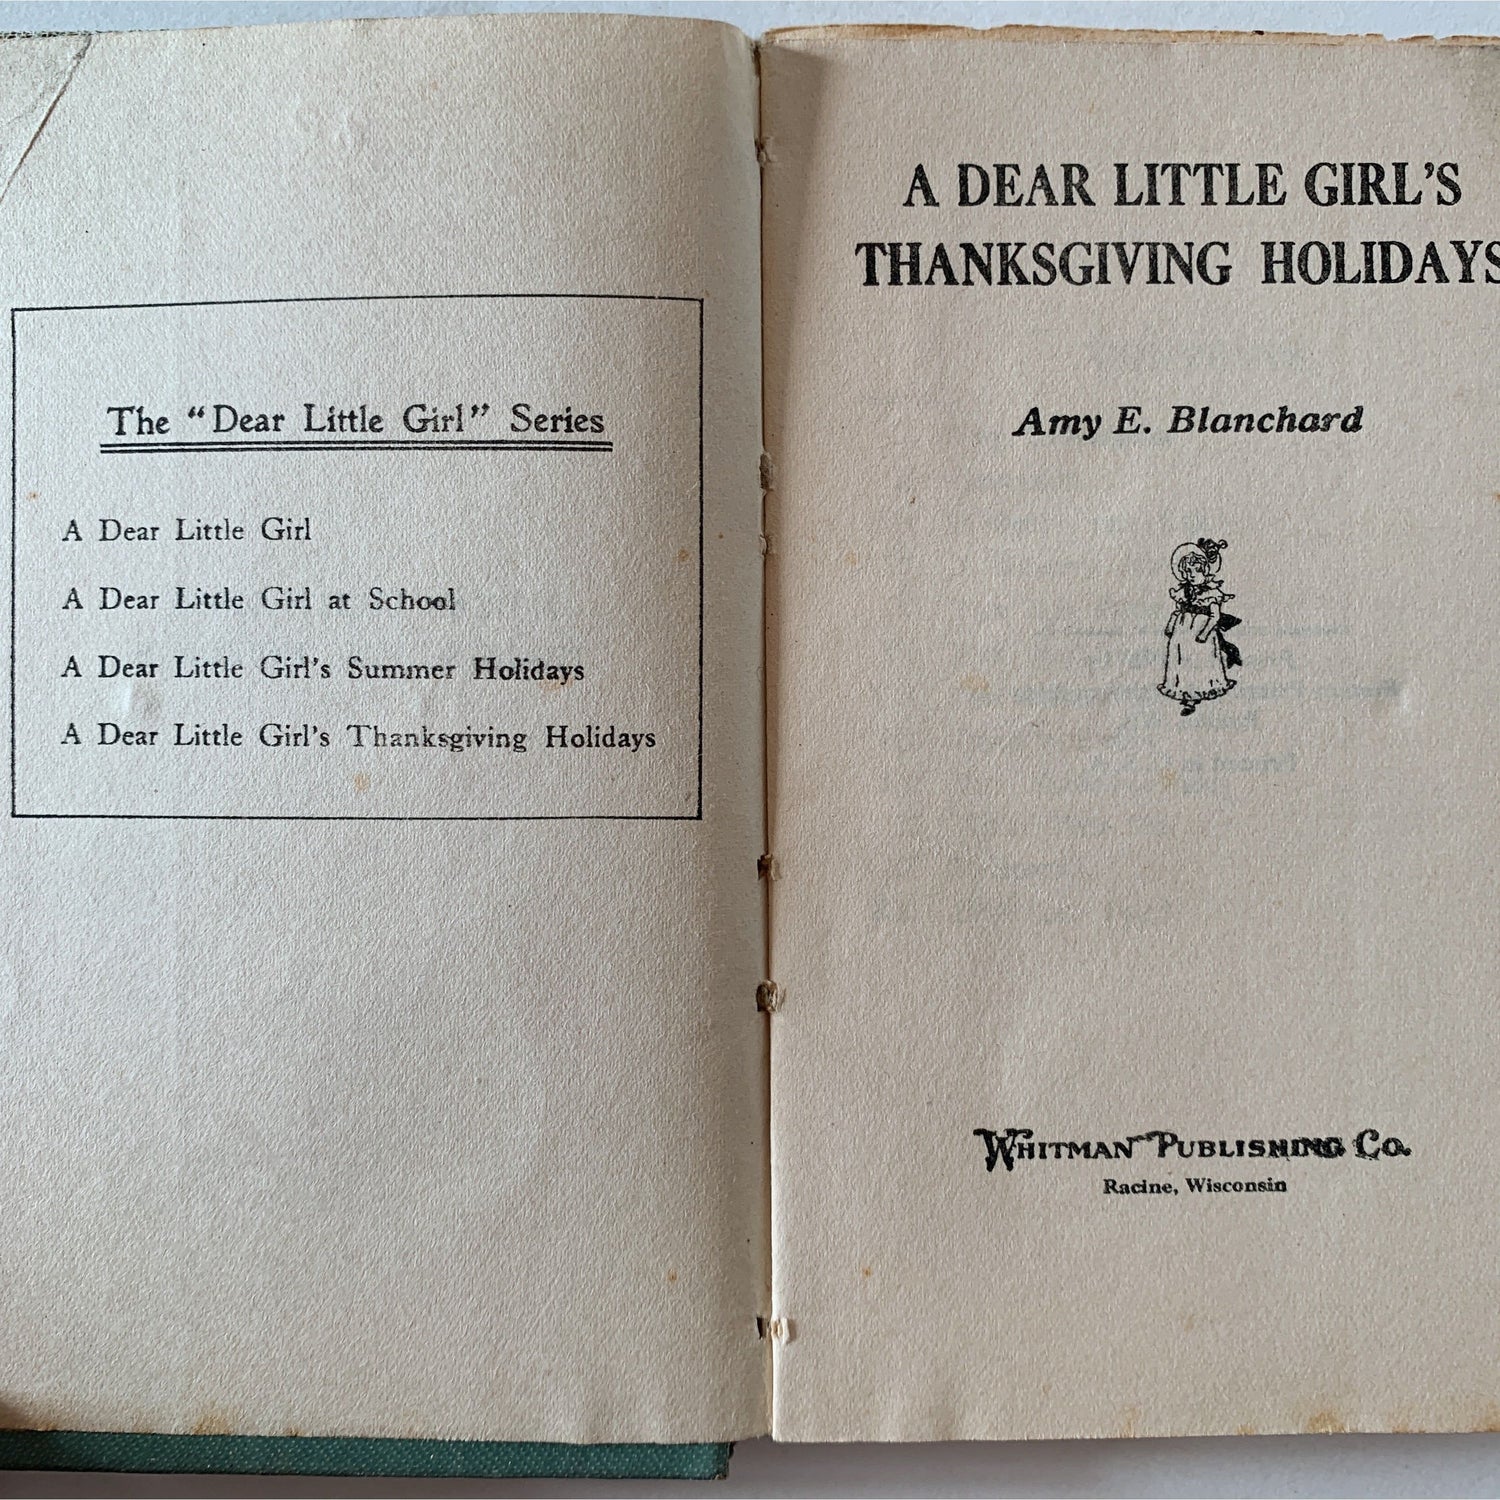 The "Dear Little Girl" Series
A Dear Little Girl
A Dear Little Girl at School
A Dear Little Girl's Summer Holidays
A Dear Little Girl's Thanksgiving Holidays
A DEAR LITTLE GIRL'S
THANKSGIVING HOLIDAYS
Amy E. Blanchard
WHITMAN PUBLISHING CO.
Racine, Wisconsin